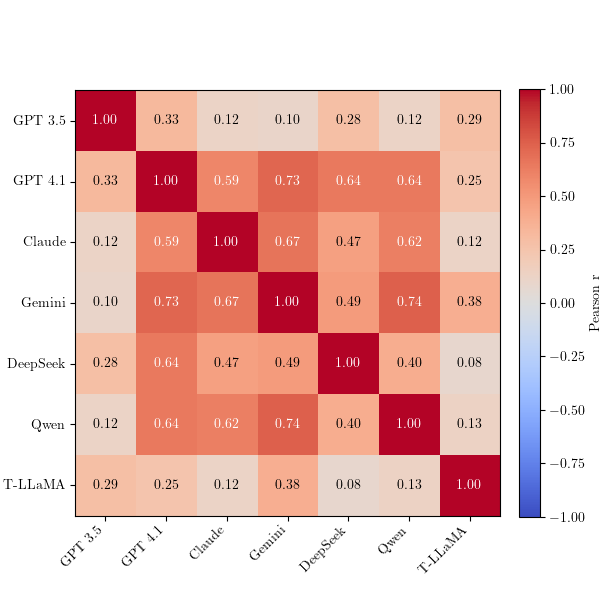 GPT 3.5 1.00 0.33 0.12 0.10 0.28 0.12 0.29
GPT 4.1 0.33 1.00 0.59 0.73 0.64 0.64 0.25
Claude 0.12 0.59 1.00 0.67 0.47 0.62 0.12
Gemini 0.10 0.73 0.67 1.00 0.49 0.74 0.38
DeepSeek 0.28 0.64 0.47 0.49 1.00 0.40 0.08
Qwen 0.12 0.64 0.62 0.74 0.40 1.00 0.13
T-LLaMA 0.29 0.25 0.12 0.38 0.08 0.13 1.00
GPT 3.5 GPT 4.1 Claude Gemini DeepSeek Qwen T-LLaMA
1.00
0.75
0.50
0.25
0.00
−0.25
−0.50
−0.75
−1.00
Pearson r